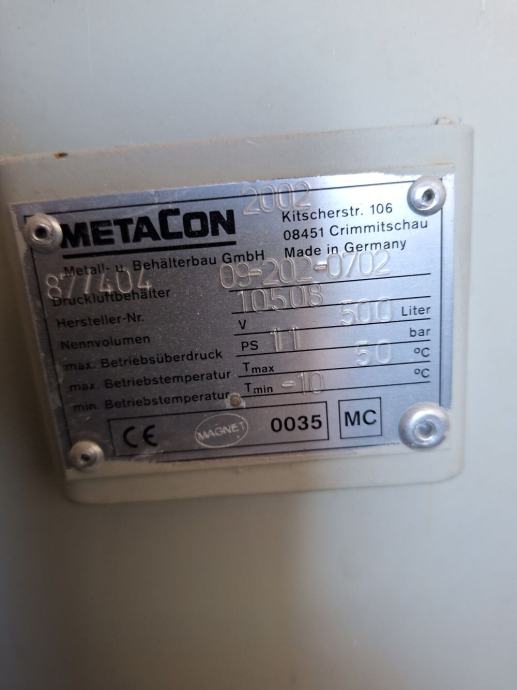 2002
METACON
Kitscherstr. 106
08451 Crimmitschau
Metall- u. Behälterbau GmbH Made in Germany
877404 09-202-0702
Druckluftbehälter
Hersteller-Nr. 10508
Nennvolumen V 500 Liter
max. Betriebsüberdruck PS 11 bar
max. Betriebstemperatur Tmax 50 °C
min. Betriebstemperatur Tmin -10 °C
CE MAGNET 0035 MC